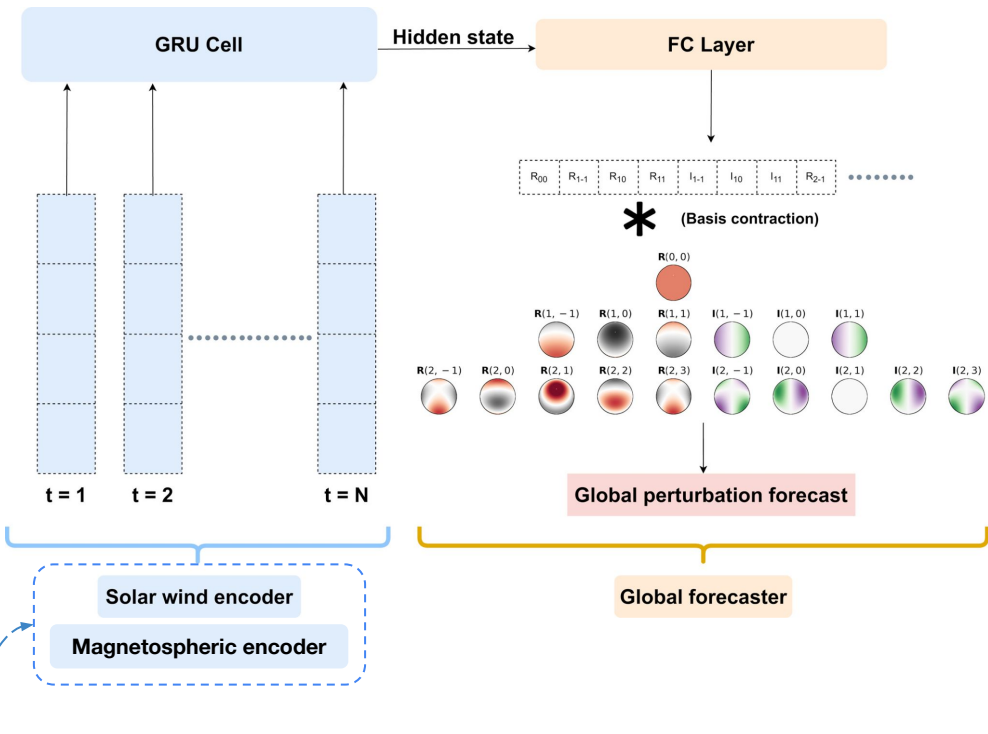 GRU Cell
Hidden state
FC Layer
R00 R1-1 R10 R11 I1-1 I10 I11 R2-1
(Basis contraction)
R(0, 0)
R(1, −1) R(1, 0) R(1, 1) I(1, −1) I(1, 0) I(1, 1)
R(2, −1) R(2, 0) R(2, 1) R(2, 2) R(2, 3) I(2, −1) I(2, 0) I(2, 1) I(2, 2) I(2, 3)
t = 1 t = 2 t = N
Global perturbation forecast
Solar wind encoder
Magnetospheric encoder
Global forecaster